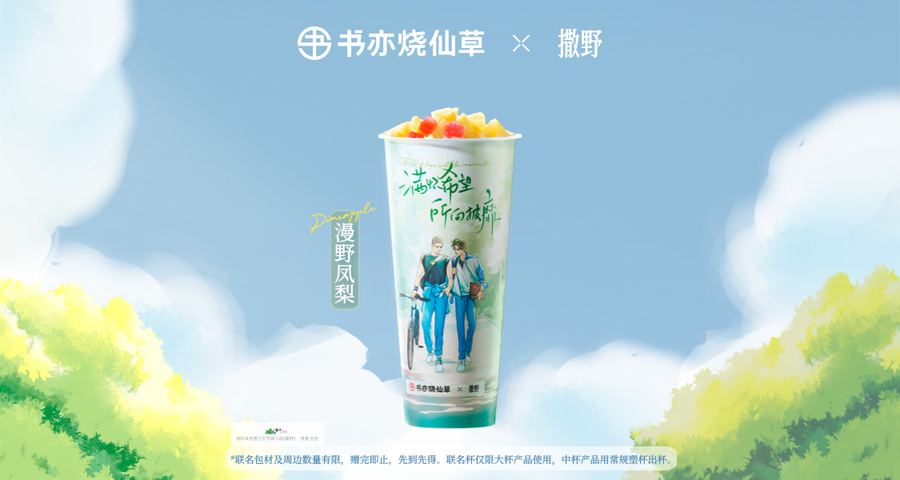 书亦烧仙草 × 撒野
满怀希望
所向披靡
Pineapple
漫野凤梨
书亦烧仙草 × 撒野
*联名包材及周边数量有限，赠完即止，先到先得。联名杯仅限大杯产品使用，中杯产品用常规塑杯出杯。